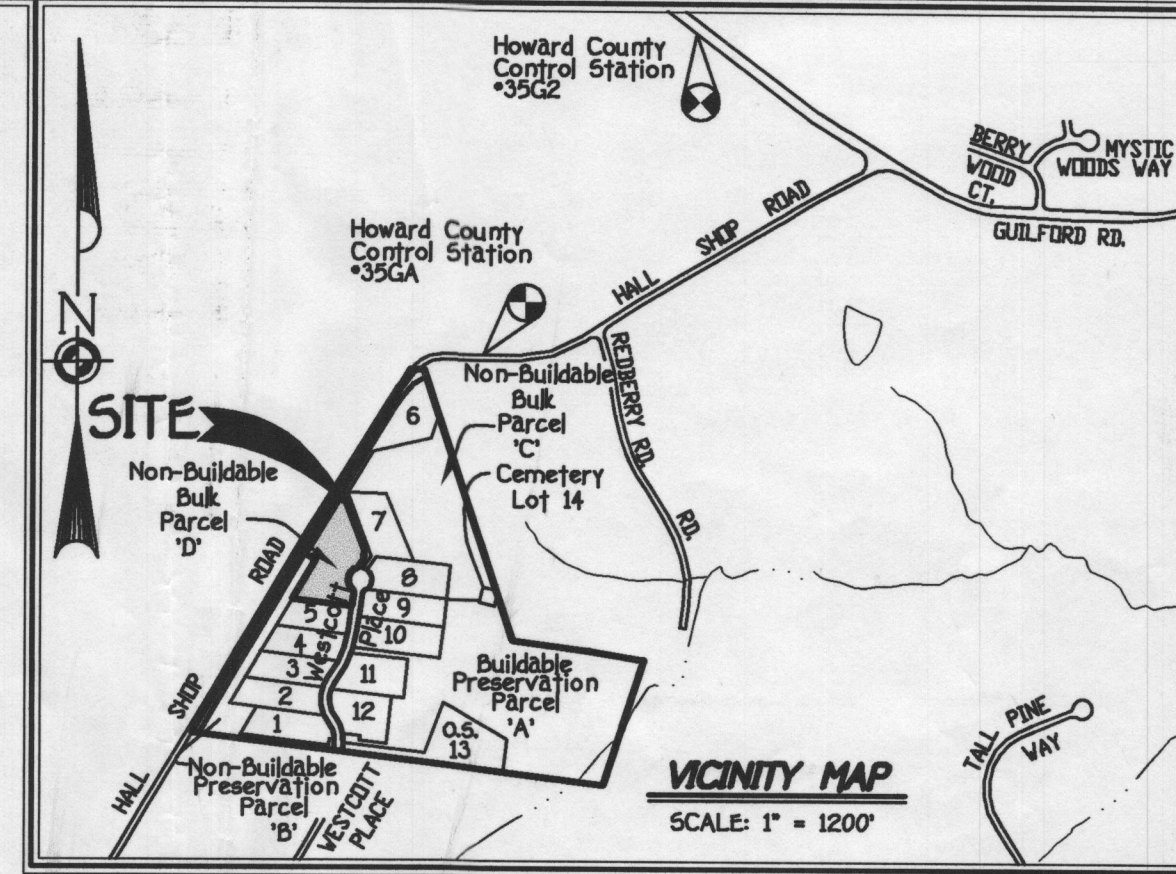 Howard County
Control Station
•35G2
BERRY
WOOD
CT.
MYSTIC
WOODS WAY
GUILFORD RD.
HALL SHOP ROAD
Howard County
Control Station
•35GA
N
SITE
REDBERRY RD.
RD.
Non-Buildable
Bulk
Parcel
'C'
Cemetery
Lot 14
Non-Buildable
Bulk
Parcel
'D'
6
7
8
9
10
11
12
5
4
3
2
1
Westcott Place
O.S.
13
Buildable
Preservation
Parcel
'A'
HALL SHOP ROAD
Non-Buildable
Preservation
Parcel
'B'
WESTCOTT
PLACE
TALL PINE
WAY
VICINITY MAP
SCALE: 1" = 1200'